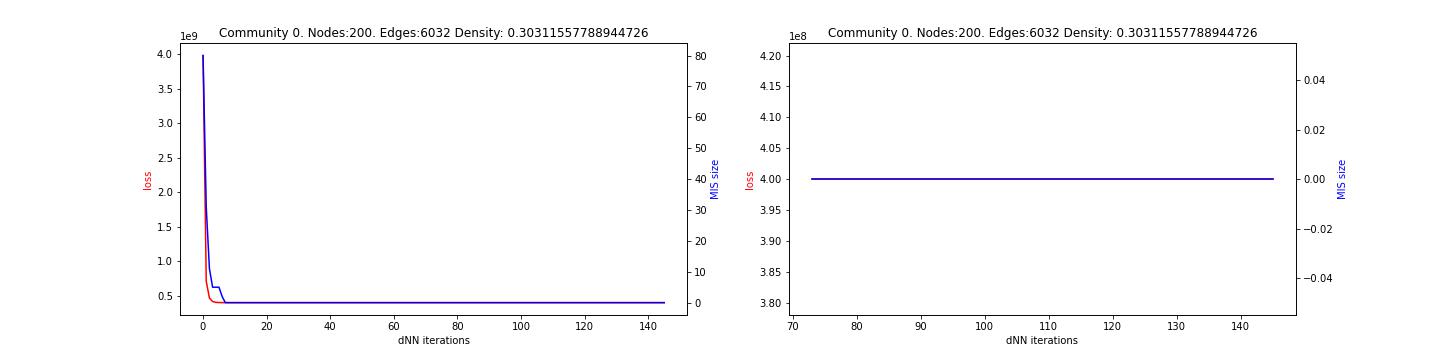 Community 0. Nodes:200. Edges:6032 Density: 0.30311557788944726
1e9
4.0
3.5
3.0
2.5
2.0
1.5
1.0
0.5
loss
80
70
60
50
40
30
20
10
0
MIS size
0 20 40 60 80 100 120 140
dNN iterations
Community 0. Nodes:200. Edges:6032 Density: 0.30311557788944726
1e8
4.20
4.15
4.10
4.05
4.00
3.95
3.90
3.85
3.80
loss
0.04
0.02
0.00
−0.02
−0.04
MIS size
70 80 90 100 110 120 130 140
dNN iterations